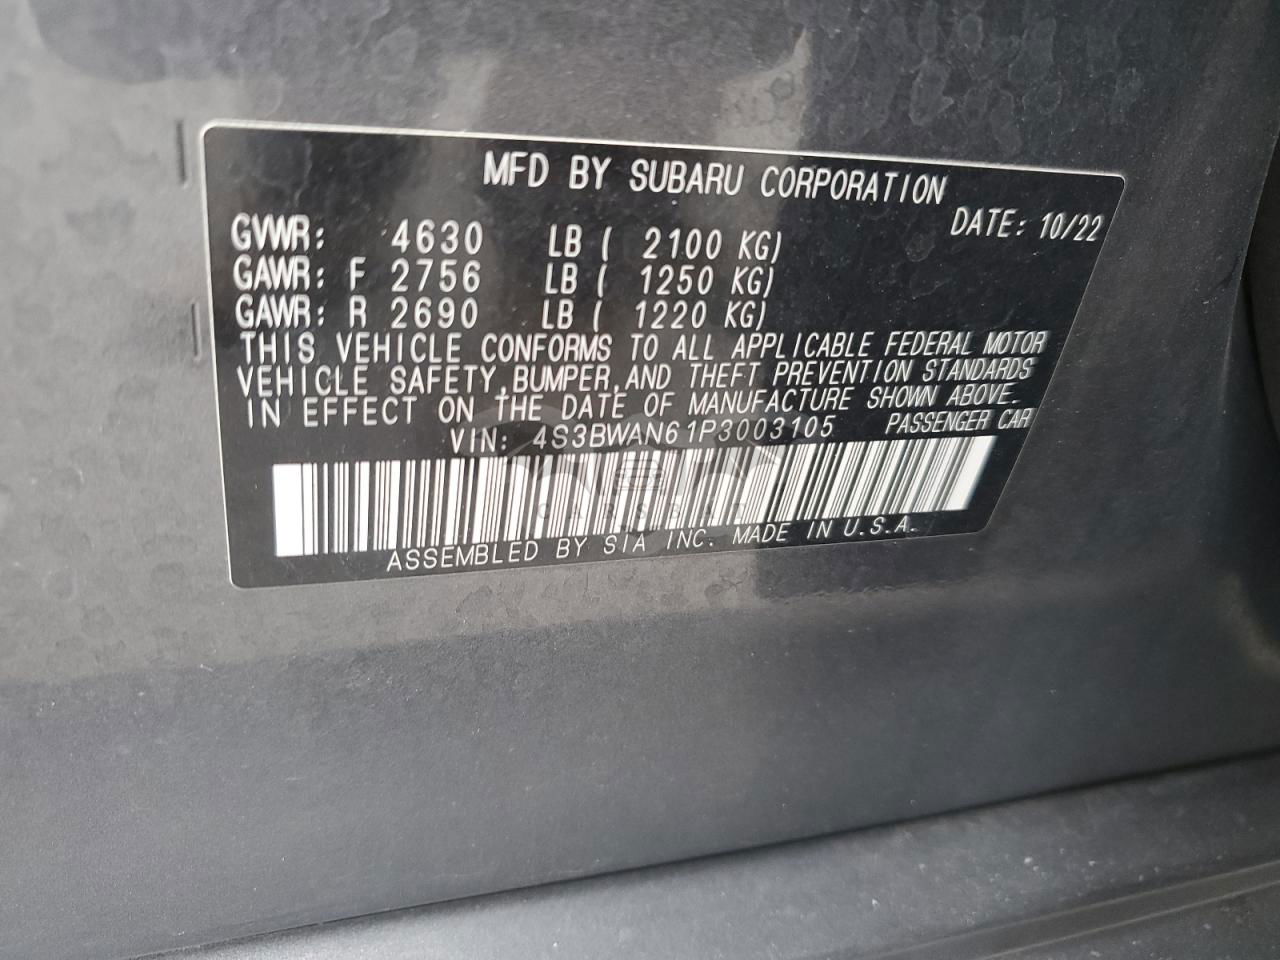 MFD BY SUBARU CORPORATION
DATE: 10/22
GVWR: 4630 LB ( 2100 KG)
GAWR: F 2756 LB ( 1250 KG)
GAWR: R 2690 LB ( 1220 KG)
THIS VEHICLE CONFORMS TO ALL APPLICABLE FEDERAL MOTOR
VEHICLE SAFETY,BUMPER,AND THEFT PREVENTION STANDARDS
IN EFFECT ON THE DATE OF MANUFACTURE SHOWN ABOVE.
VIN: 4S3BWAN61P3003105 PASSENGER CAR
CARSBAC
ASSEMBLED BY SIA INC. MADE IN U.S.A.